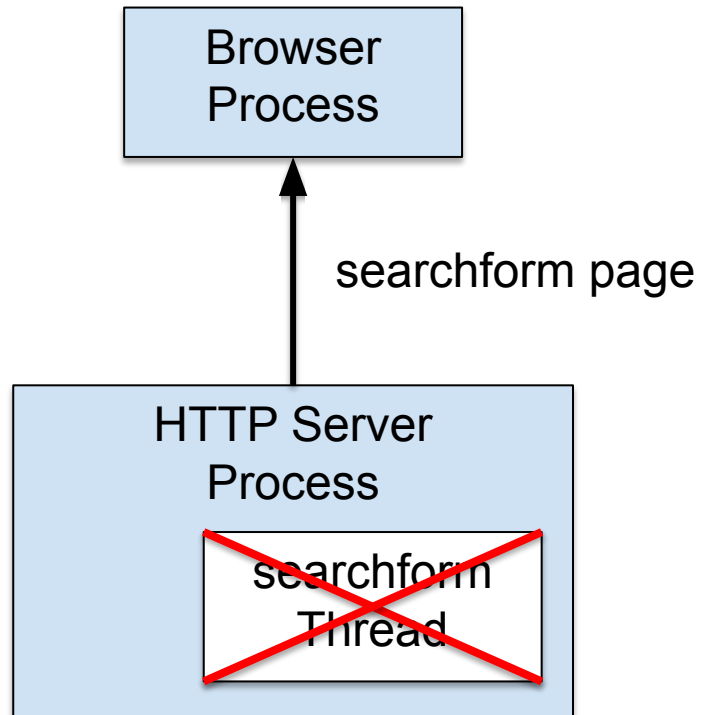 Browser
Process
searchform page
HTTP Server
Process
searchform
Thread